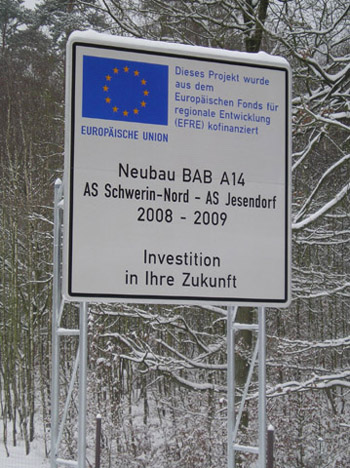 Dieses Projekt wurde
aus dem
Europäischen Fonds für
regionale Entwicklung
(EFRE) kofinanziert
EUROPÄISCHE UNION
Neubau BAB A14
AS Schwerin-Nord - AS Jesendorf
2008 - 2009
Investition
in Ihre Zukunft